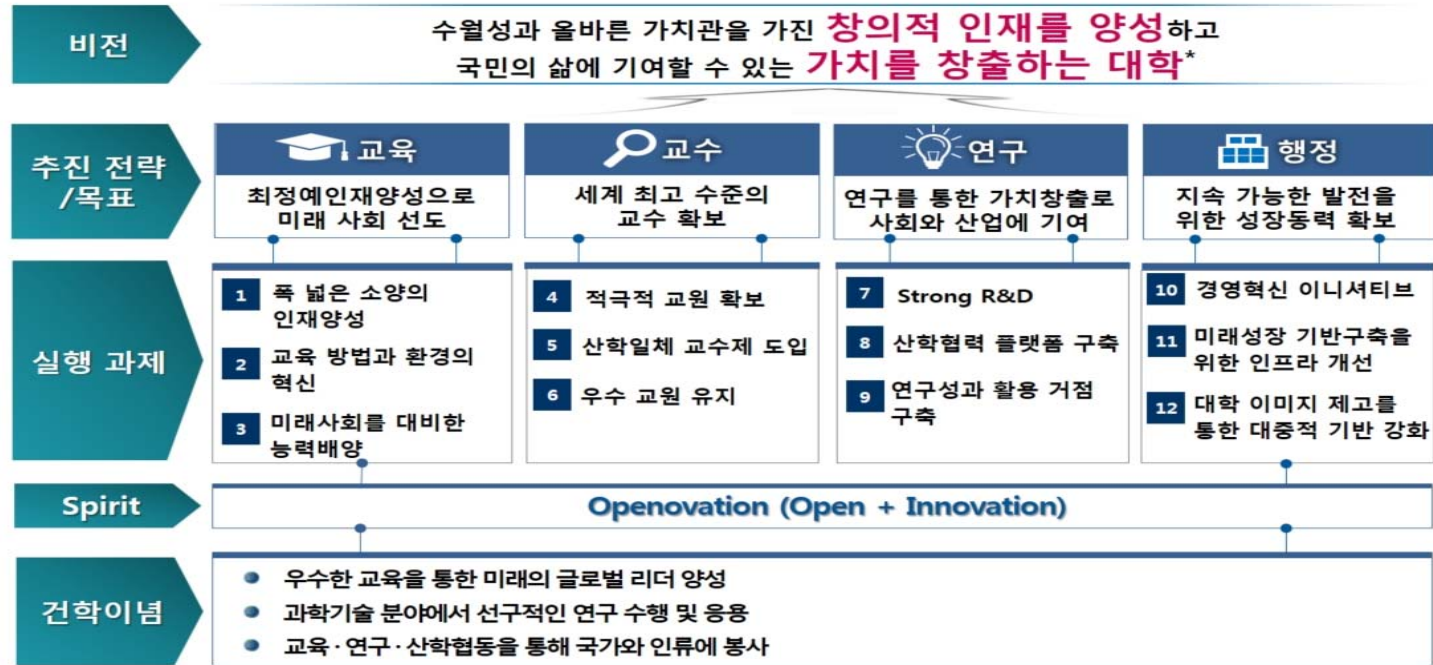 비전
수월성과 올바른 가치관을 가진 창의적 인재를 양성하고
국민의 삶에 기여할 수 있는 가치를 창출하는 대학*
추진 전략
/목표
교육
최정예인재양성으로
미래 사회 선도
교수
세계 최고 수준의
교수 확보
연구
연구를 통한 가치창출로
사회와 산업에 기여
행정
지속 가능한 발전을
위한 성장동력 확보
실행 과제
1 폭 넓은 소양의
인재양성
2 교육 방법과 환경의
혁신
3 미래사회를 대비한
능력배양
4 적극적 교원 확보
5 산학일체 교수제 도입
6 우수 교원 유지
7 Strong R&D
8 산학협력 플랫폼 구축
9 연구성과 활용 거점
구축
10 경영혁신 이니셔티브
11 미래성장 기반구축을
위한 인프라 개선
12 대학 이미지 제고를
통한 대중적 기반 강화
Spirit
Openovation (Open + Innovation)
건학이념
● 우수한 교육을 통한 미래의 글로벌 리더 양성
● 과학기술 분야에서 선구적인 연구 수행 및 응용
● 교육·연구·산학협동을 통해 국가와 인류에 봉사